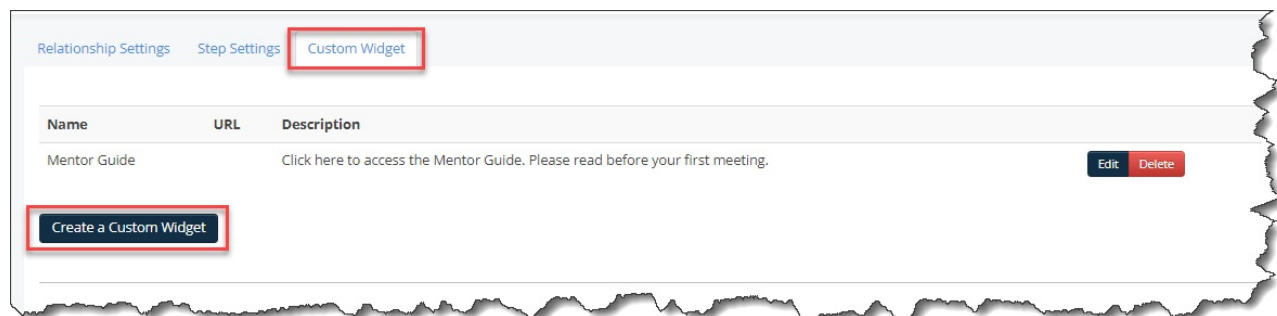 Relationship Settings Step Settings Custom Widget
Name URL Description
Mentor Guide Click here to access the Mentor Guide. Please read before your first meeting. Edit Delete
Create a Custom Widget